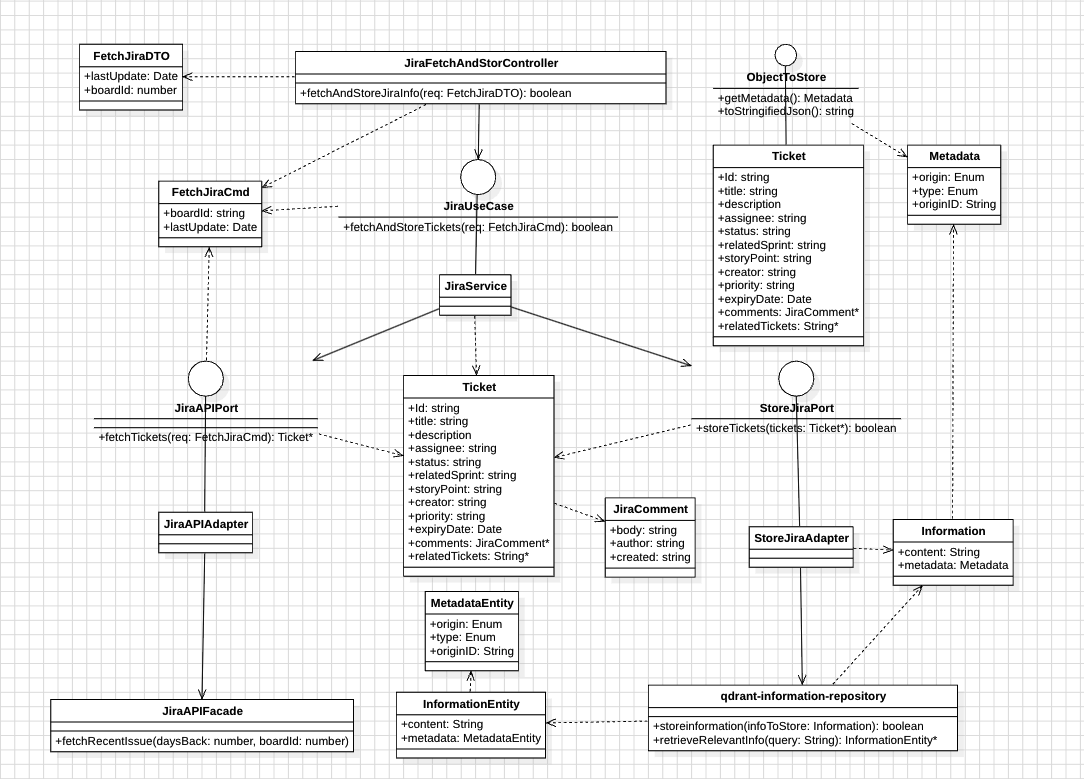 FetchJiraDTO
+lastUpdate: Date
+boardId: number
JiraFetchAndStorController
+fetchAndStoreJiraInfo(req: FetchJiraDTO): boolean
ObjectToStore
+getMetadata(): Metadata
+toStringifiedJson(): string
Ticket
+Id: string
+title: string
+description
+assignee: string
+status: string
+relatedSprint: string
+storyPoint: string
+creator: string
+priority: string
+expiryDate: Date
+comments: JiraComment*
+relatedTickets: String*
Metadata
+origin: Enum
+type: Enum
+originID: String
FetchJiraCmd
+boardId: string
+lastUpdate: Date
JiraUseCase
+fetchAndStoreTickets(req: FetchJiraCmd): boolean
JiraService
JiraAPIPort
+fetchTickets(req: FetchJiraCmd): Ticket*
Ticket
+Id: string
+title: string
+description
+assignee: string
+status: string
+relatedSprint: string
+storyPoint: string
+creator: string
+priority: string
+expiryDate: Date
+comments: JiraComment*
+relatedTickets: String*
StoreJiraPort
+storeTickets(tickets: Ticket*): boolean
JiraComment
+body: string
+author: string
+created: string
JiraAPIAdapter
StoreJiraAdapter
Information
+content: String
+metadata: Metadata
MetadataEntity
+origin: Enum
+type: Enum
+originID: String
JiraAPIFacade
+fetchRecentIssue(daysBack: number, boardId: number)
InformationEntity
+content: String
+metadata: MetadataEntity
qdrant-information-repository
+storeinformation(infoToStore: Information): boolean
+retrieveRelevantInfo(query: String): InformationEntity*